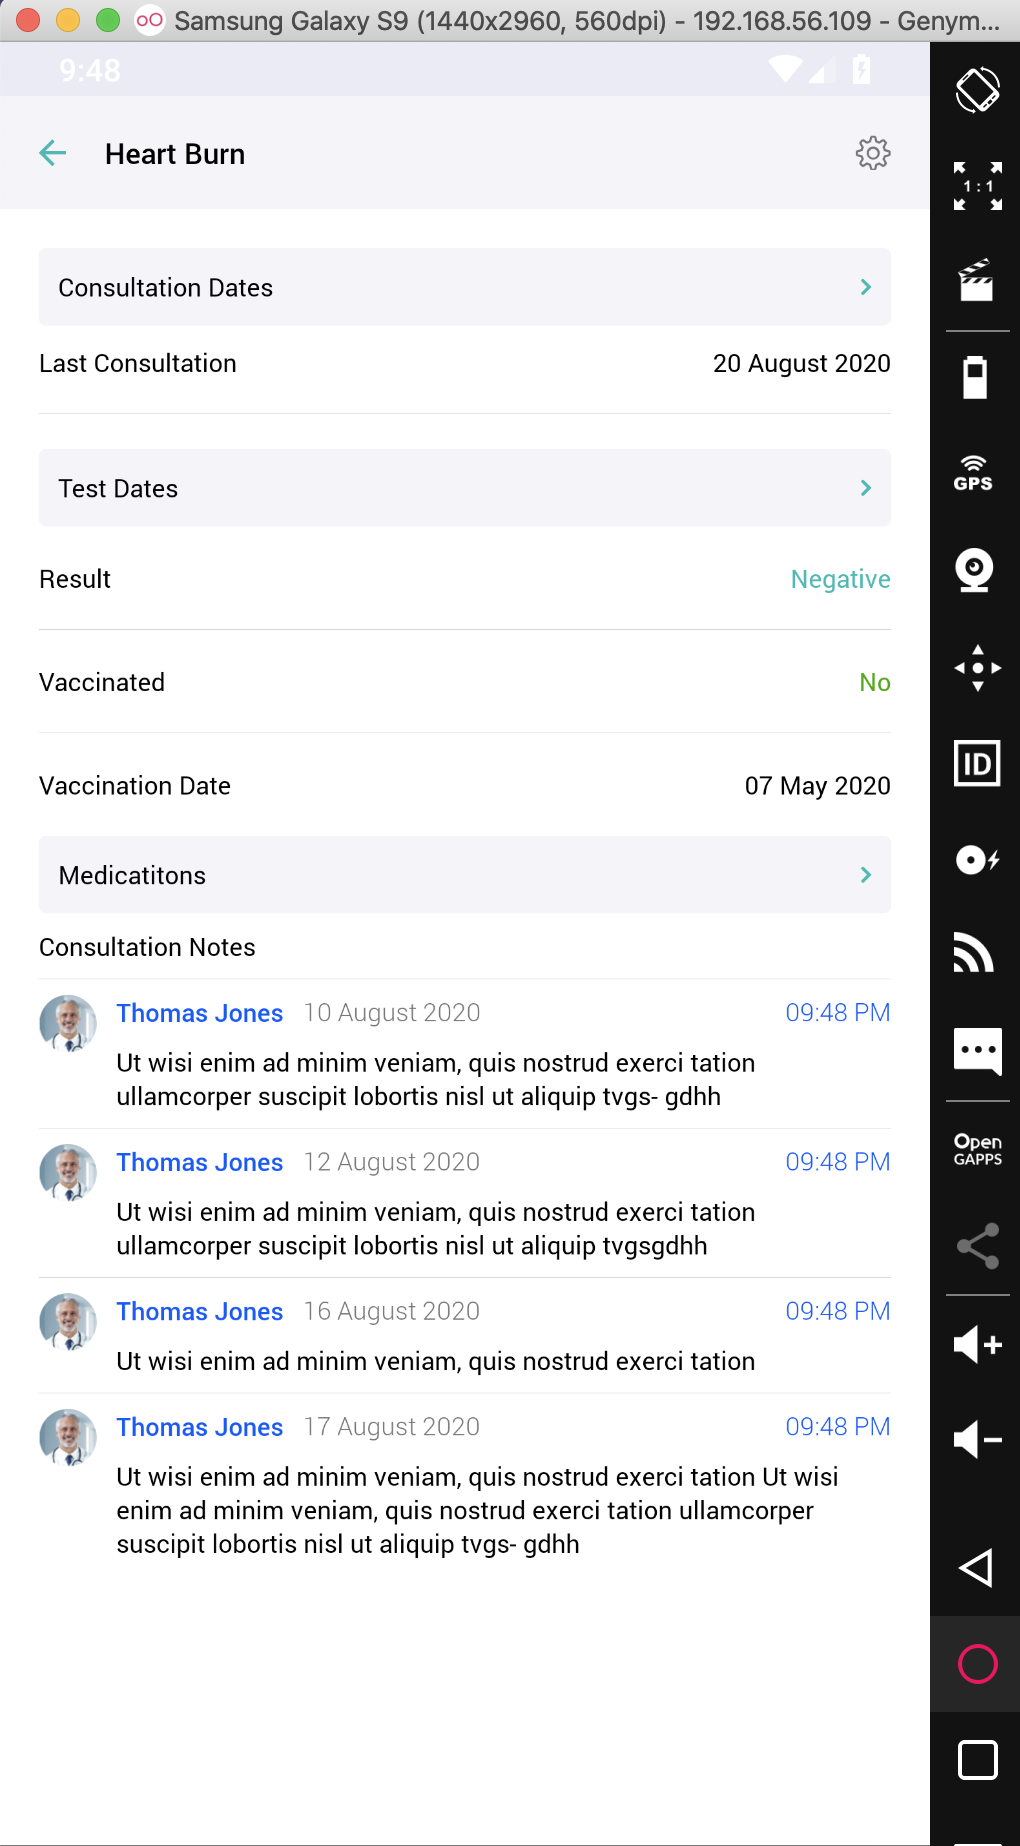 Samsung Galaxy S9 (1440x2960, 560dpi) - 192.168.56.109 - Genym...
9:48
Heart Burn
1 : 1
Consultation Dates
Last Consultation 20 August 2020
GPS
Test Dates
Result Negative
Vaccinated No
ID
Vaccination Date 07 May 2020
Medicatitons
Consultation Notes
Thomas Jones 10 August 2020 09:48 PM
Ut wisi enim ad minim veniam, quis nostrud exerci tation
ullamcorper suscipit lobortis nisl ut aliquip tvgs- gdhh
Open
GAPPS
Thomas Jones 12 August 2020 09:48 PM
Ut wisi enim ad minim veniam, quis nostrud exerci tation
ullamcorper suscipit lobortis nisl ut aliquip tvgsgdhh
Thomas Jones 16 August 2020 09:48 PM
Ut wisi enim ad minim veniam, quis nostrud exerci tation
Thomas Jones 17 August 2020 09:48 PM
Ut wisi enim ad minim veniam, quis nostrud exerci tation Ut wisi
enim ad minim veniam, quis nostrud exerci tation ullamcorper
suscipit lobortis nisl ut aliquip tvgs- gdhh